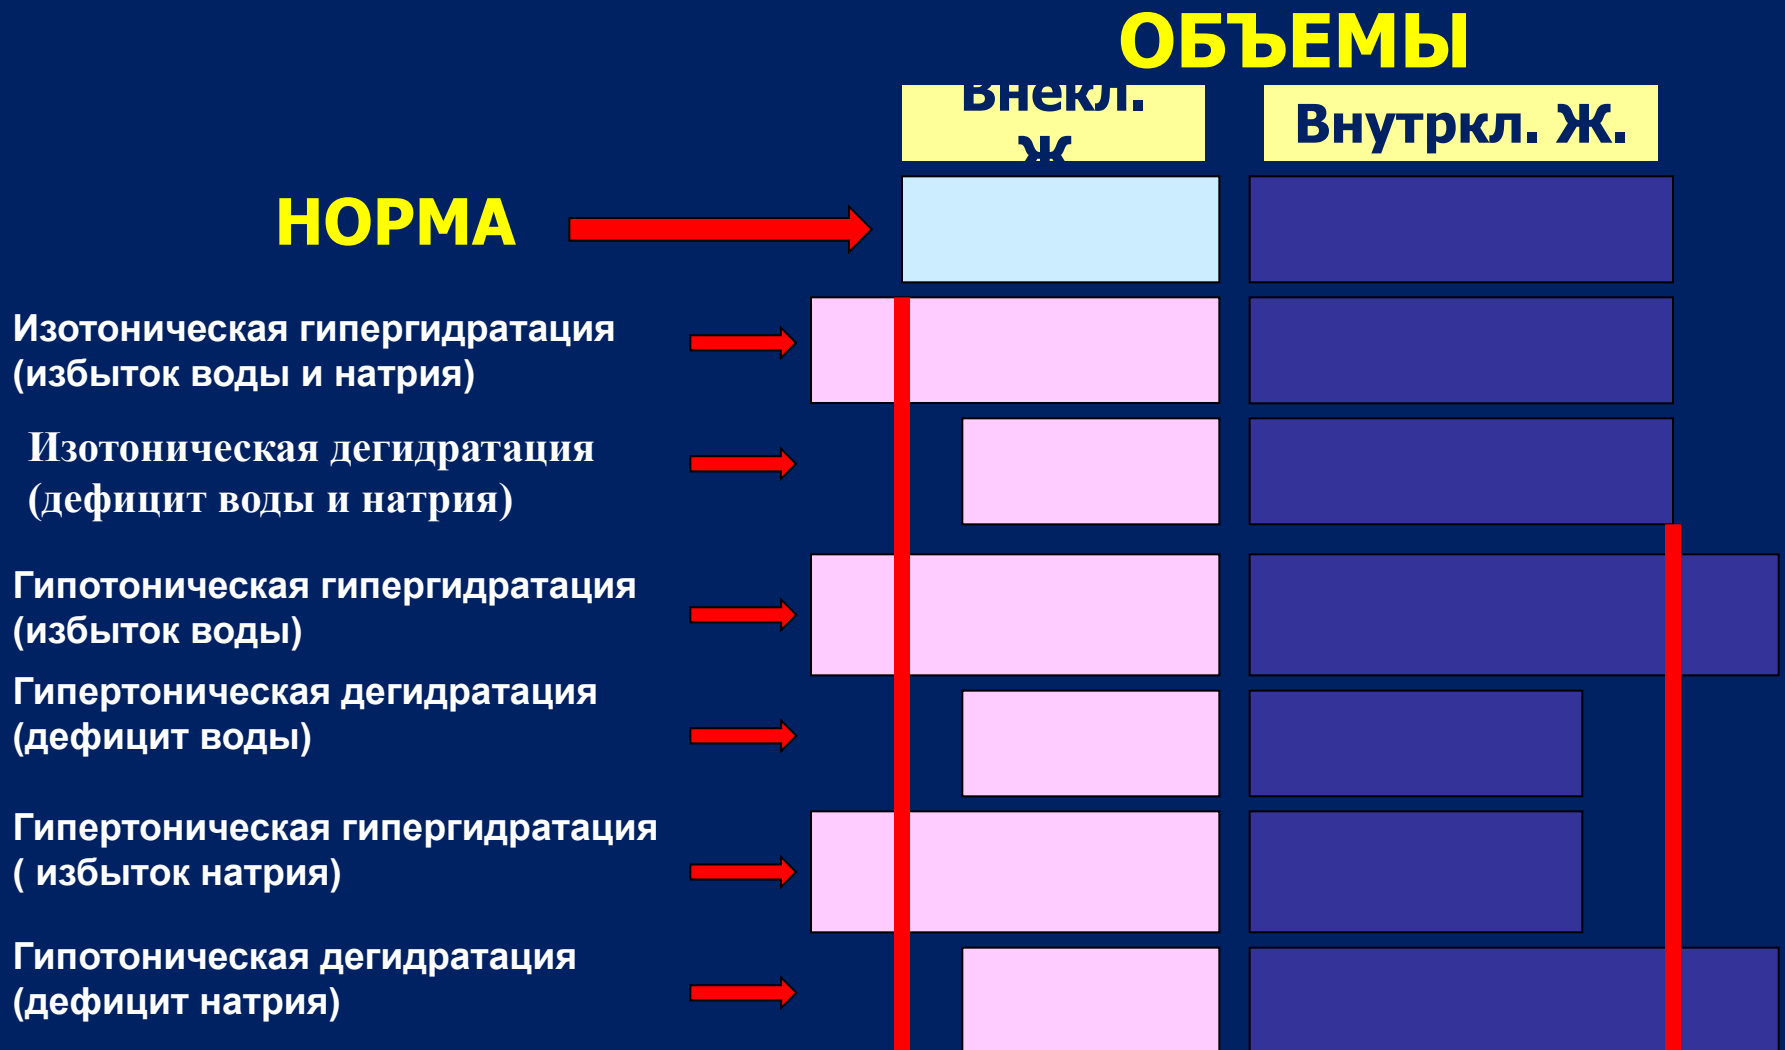 ОБЪЕМЫ
Внекл.
Ж
Внутркл. Ж.
НОРМА
Изотоническая гипергидратация
(избыток воды и натрия)
Изотоническая дегидратация
(дефицит воды и натрия)
Гипотоническая гипергидратация
(избыток воды)
Гипертоническая дегидратация
(дефицит воды)
Гипертоническая гипергидратация
( избыток натрия)
Гипотоническая дегидратация
(дефицит натрия)